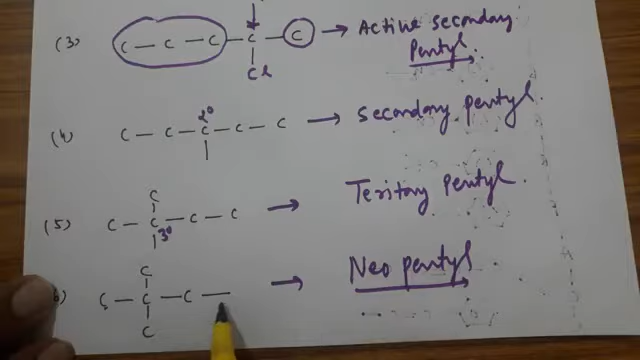 (3) C — C — C — C — C → Active secondary
Cl Pentyl.
2°
(4) C — C — C — C — C → Secondary pentyl.
C
(5) C — C — C — C → Teritary pentyl.
3°
C
C — C — C — → Neo pentyl
C